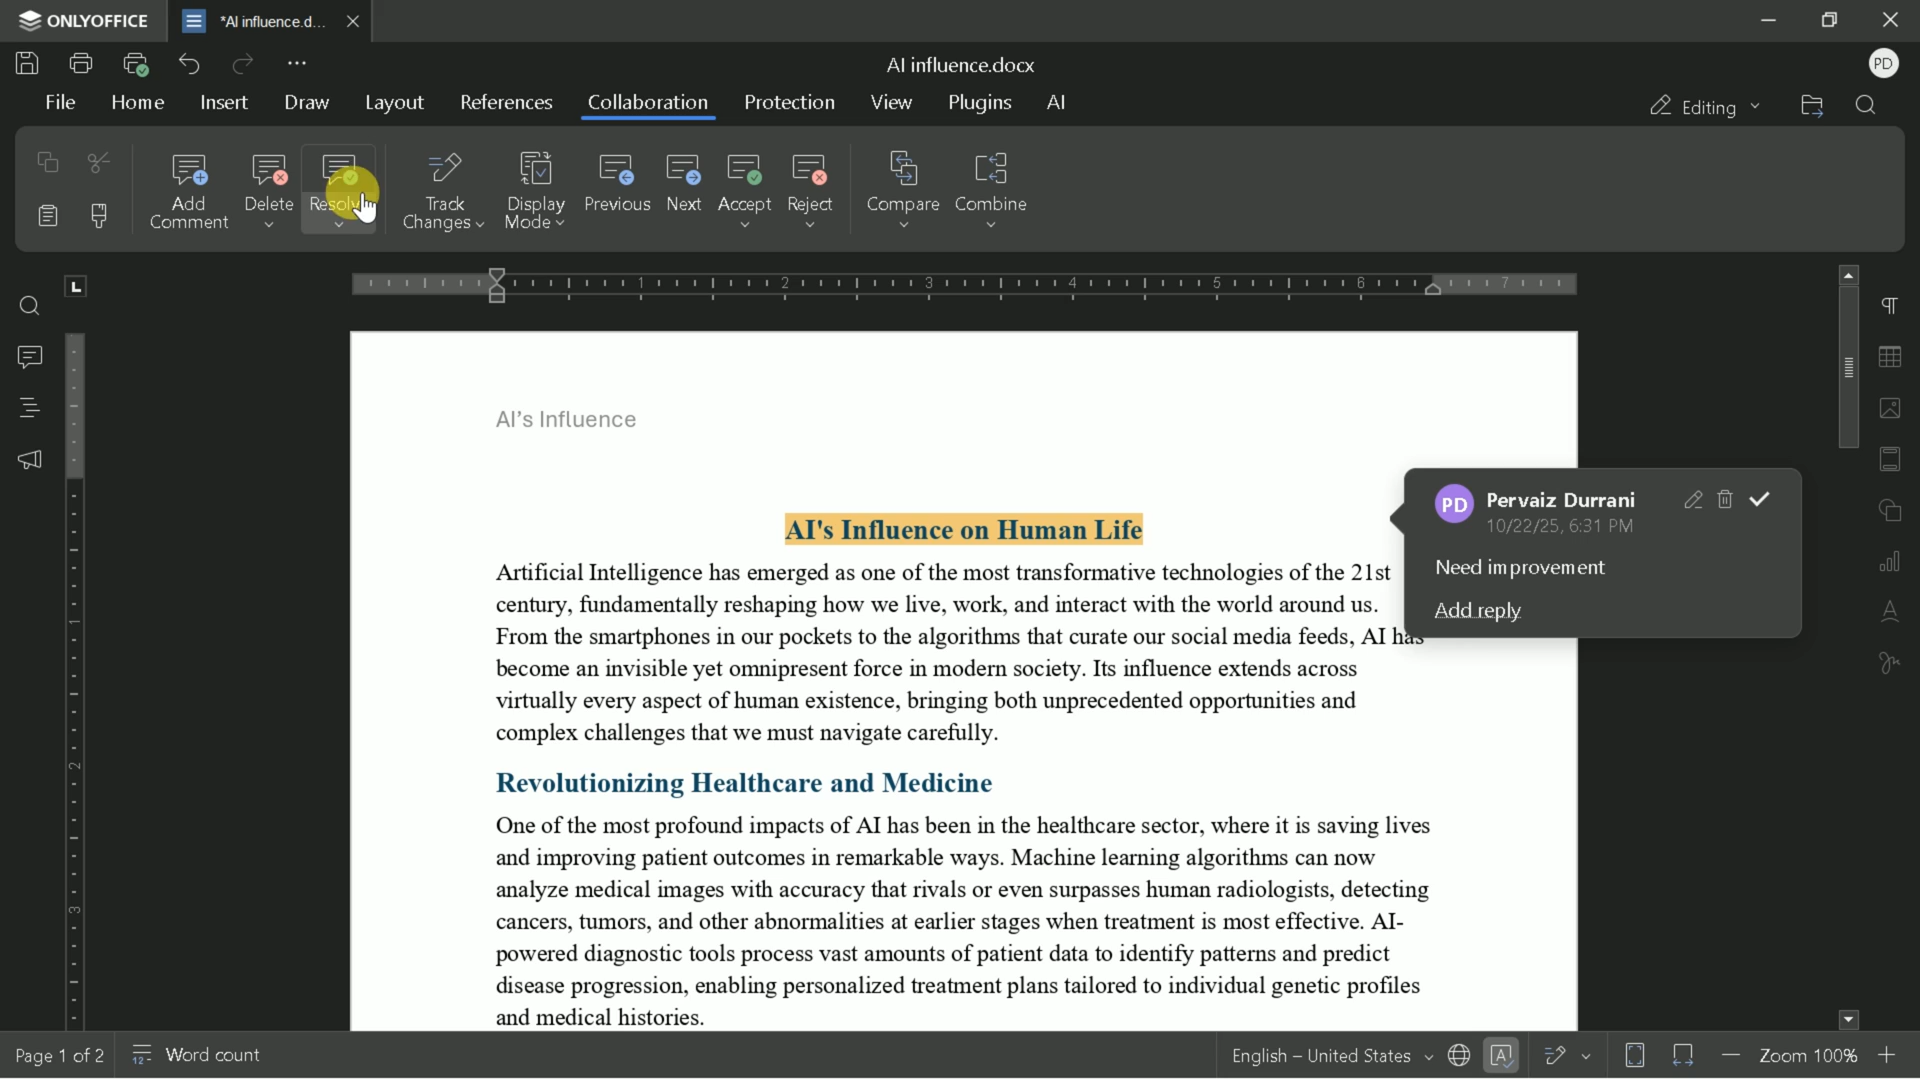 ONLYOFFICE
*AI influence.d...
AI influence.docx
PD
File Home Insert Draw Layout References Collaboration Protection View Plugins AI
Editing
Add Comment
Delete
Track Changes
Display Mode
Previous
Next
Accept
Reject
Compare
Combine
L
1 2 3 4 5 6 7
AI's Influence
AI's Influence on Human Life
Artificial Intelligence has emerged as one of the most transformative technologies of the 21st
century, fundamentally reshaping how we live, work, and interact with the world around us.
From the smartphones in our pockets to the algorithms that curate our social media feeds, AI has
become an invisible yet omnipresent force in modern society. Its influence extends across
virtually every aspect of human existence, bringing both unprecedented opportunities and
complex challenges that we must navigate carefully.
Revolutionizing Healthcare and Medicine
One of the most profound impacts of AI has been in the healthcare sector, where it is saving lives
and improving patient outcomes in remarkable ways. Machine learning algorithms can now
analyze medical images with accuracy that rivals or even surpasses human radiologists, detecting
cancers, tumors, and other abnormalities at earlier stages when treatment is most effective. AI-
powered diagnostic tools process vast amounts of patient data to identify patterns and predict
disease progression, enabling personalized treatment plans tailored to individual genetic profiles
and medical histories.
PD
Pervaiz Durrani
10/22/25, 6:31 PM
Need improvement
Add reply
1
2
3
Page 1 of 2
Word count
English – United States
Zoom 100%